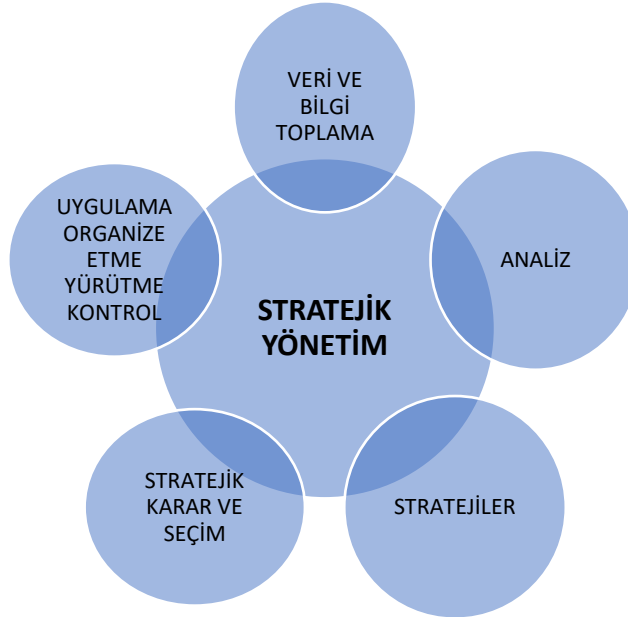 VERİ VE
BİLGİ
TOPLAMA
ANALİZ
STRATEJİLER
STRATEJİK
KARAR VE
SEÇİM
UYGULAMA
ORGANİZE
ETME
YÜRÜTME
KONTROL
STRATEJİK
YÖNETİM